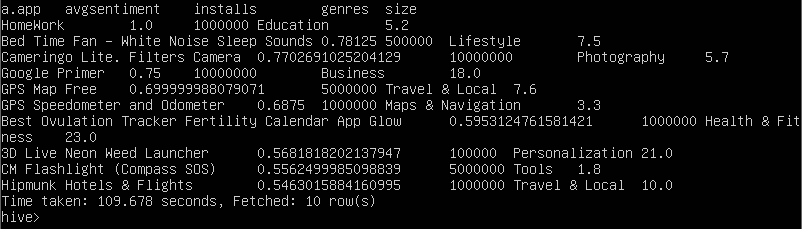 a.app avgsentiment installs genres size
HomeWork 1.0 1000000 Education 5.2
Bed Time Fan - White Noise Sleep Sounds 0.78125 500000 Lifestyle 7.5
Cameringo Lite. Filters Camera 0.7702691025204129 10000000 Photography 5.7
Google Primer 0.75 10000000 Business 18.0
GPS Map Free 0.699999988079071 5000000 Travel & Local 7.6
GPS Speedometer and Odometer 0.6875 1000000 Maps & Navigation 3.3
Best Ovulation Tracker Fertility Calendar App Glow 0.5953124761581421 1000000 Health & Fit
ness 23.0
3D Live Neon Weed Launcher 0.5681818202137947 100000 Personalization 21.0
CM Flashlight (Compass SOS) 0.5562499985098839 5000000 Tools 1.8
Hipmunk Hotels & Flights 0.5463015884160995 1000000 Travel & Local 10.0
Time taken: 109.678 seconds, Fetched: 10 row(s)
hive>